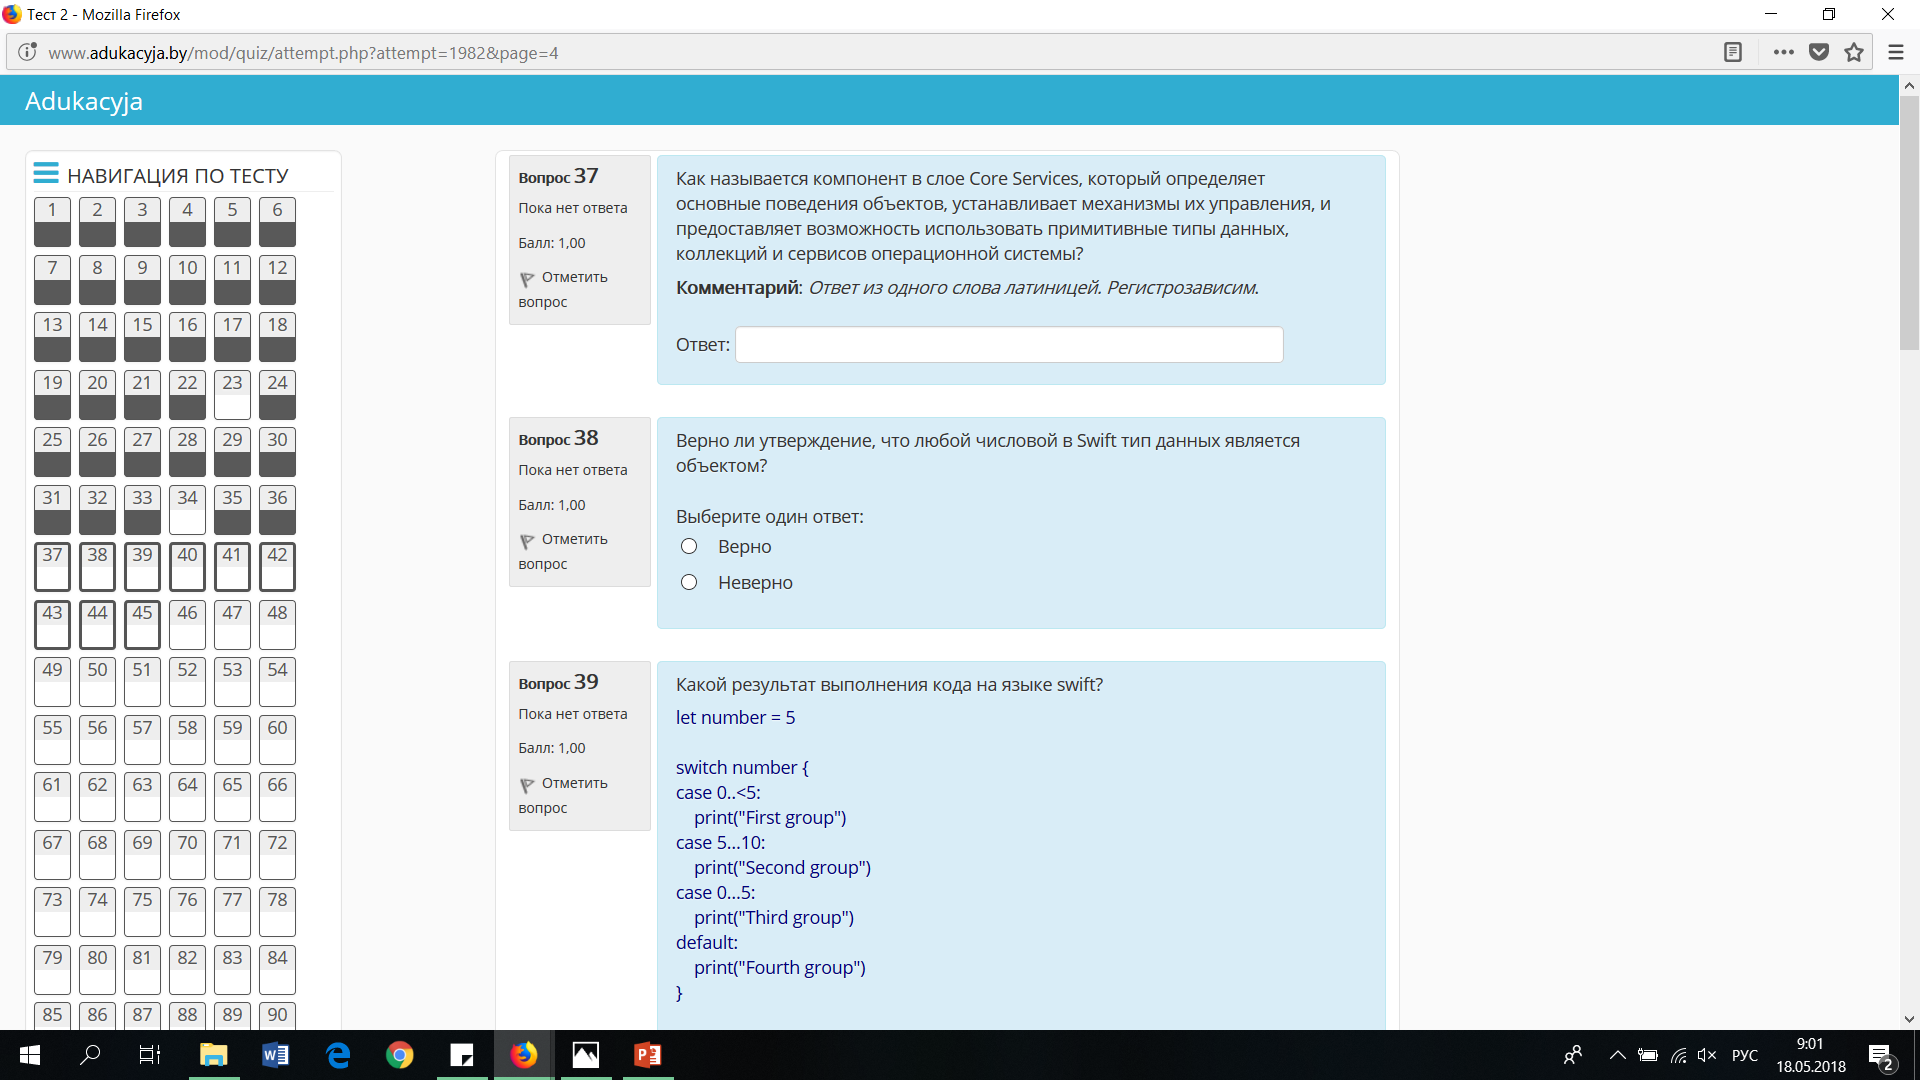 Тест 2 - Mozilla Firefox
www.adukacyja.by/mod/quiz/attempt.php?attempt=1982&page=4
Adukacyja
НАВИГАЦИЯ ПО ТЕСТУ
1 2 3 4 5 6
7 8 9 10 11 12
13 14 15 16 17 18
19 20 21 22 23 24
25 26 27 28 29 30
31 32 33 34 35 36
37 38 39 40 41 42
43 44 45 46 47 48
49 50 51 52 53 54
55 56 57 58 59 60
61 62 63 64 65 66
67 68 69 70 71 72
73 74 75 76 77 78
79 80 81 82 83 84
85 86 87 88 89 90
Вопрос 37
Пока нет ответа
Балл: 1,00
Отметить
вопрос
Как называется компонент в слое Core Services, который определяет
основные поведения объектов, устанавливает механизмы их управления, и
предоставляет возможность использовать примитивные типы данных,
коллекций и сервисов операционной системы?
Комментарий: Ответ из одного слова латиницей. Регистрозависим.
Ответ:
Вопрос 38
Пока нет ответа
Балл: 1,00
Отметить
вопрос
Верно ли утверждение, что любой числовой в Swift тип данных является
объектом?
Выберите один ответ:
Верно
Неверно
Вопрос 39
Пока нет ответа
Балл: 1,00
Отметить
вопрос
Какой результат выполнения кода на языке swift?
let number = 5
switch number {
case 0..<5:
print("First group")
case 5...10:
print("Second group")
case 0...5:
print("Third group")
default:
print("Fourth group")
}
РУС
9:01
18.05.2018
2